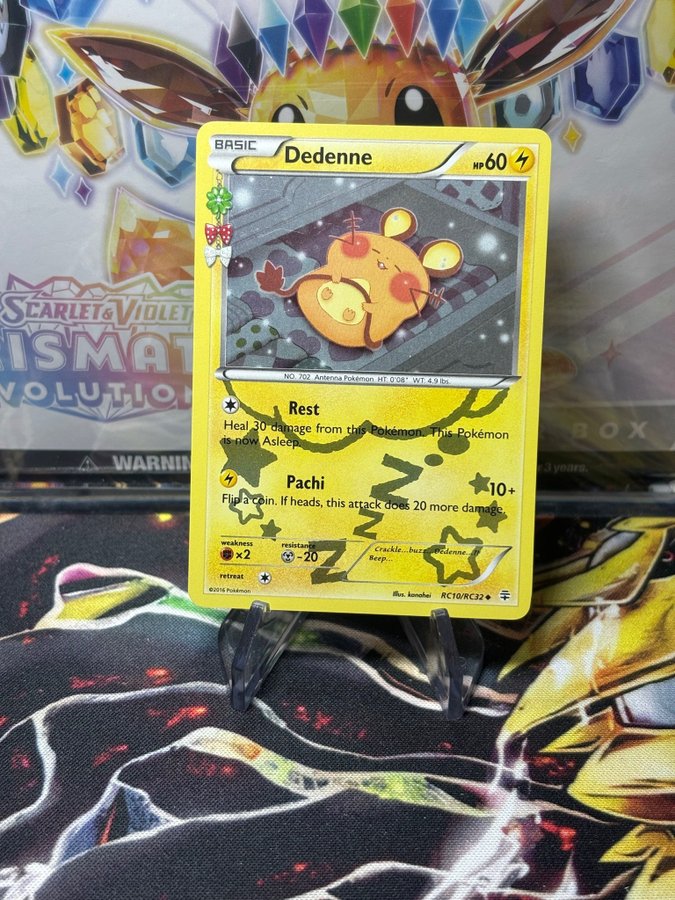 BASIC
Dedenne
HP60
SCARLET & VIOLET
NO. 702 Antenna Pokémon HT: 0'08" WT: 4.9 lbs.
Rest
Heal 30 damage from this Pokémon. This Pokémon
is now Asleep.
BOX
WARNIN
3 years.
Pachi
10+
Flip a coin. If heads, this attack does 20 more damage.
weakness
×2
resistance
-20
Crackle...buzz...Dedenne...
Beep...
retreat
©2016 Pokémon
Illus. kanahei
RC10/RC32